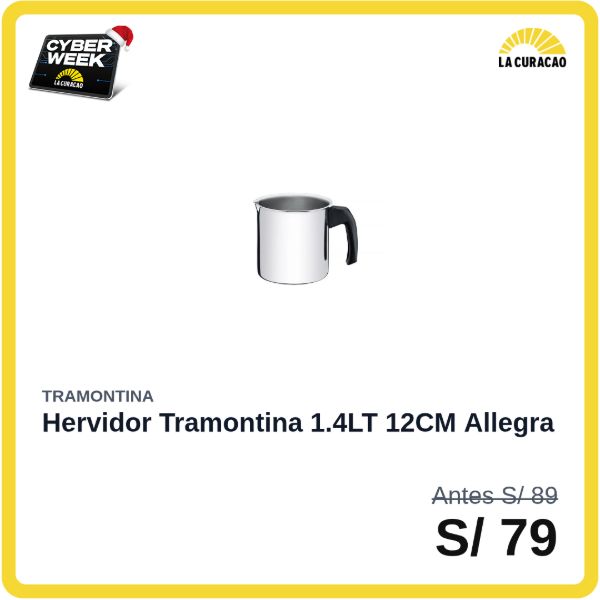 CYBER
WEEK
LA CURACAO
LA CURACAO
TRAMONTINA
Hervidor Tramontina 1.4LT 12CM Allegra
Antes S/ 89
S/ 79